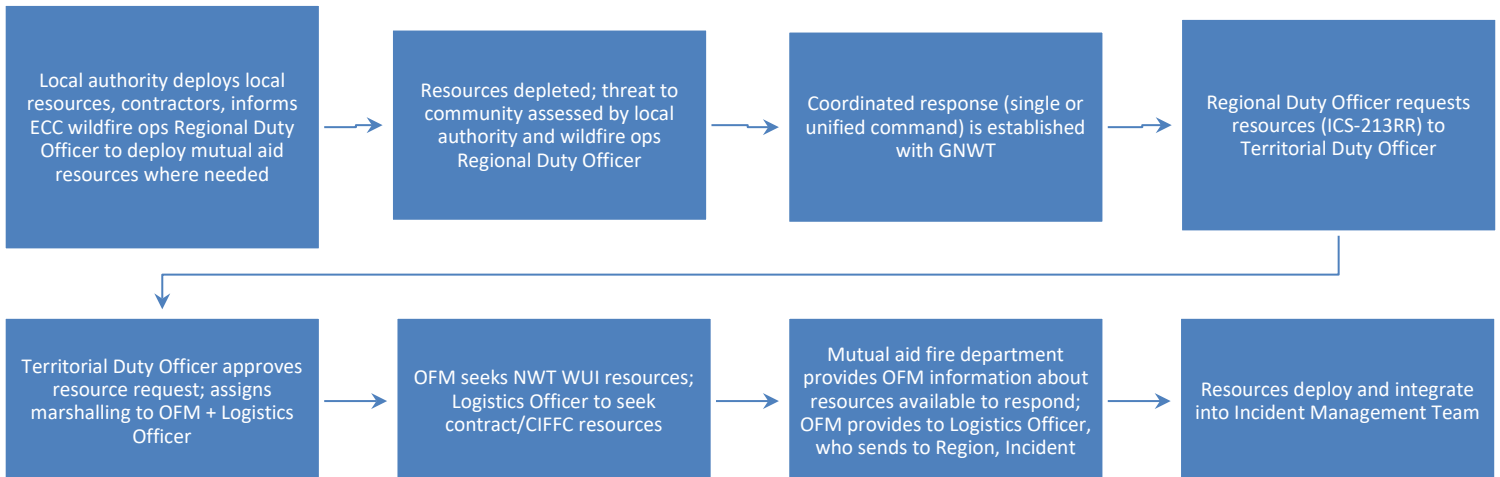 Local authority deploys local
resources, contractors, informs
ECC wildfire ops Regional Duty
Officer to deploy mutual aid
resources where needed
Resources depleted; threat to
community assessed by local
authority and wildfire ops
Regional Duty Officer
Coordinated response (single or
unified command) is established
with GNWT
Regional Duty Officer requests
resources (ICS-213RR) to
Territorial Duty Officer
Territorial Duty Officer approves
resource request; assigns
marshalling to OFM + Logistics
Officer
OFM seeks NWT WUI resources;
Logistics Officer to seek
contract/CIFFC resources
Mutual aid fire department
provides OFM information about
resources available to respond;
OFM provides to Logistics Officer,
who sends to Region, Incident
Resources deploy and integrate
into Incident Management Team